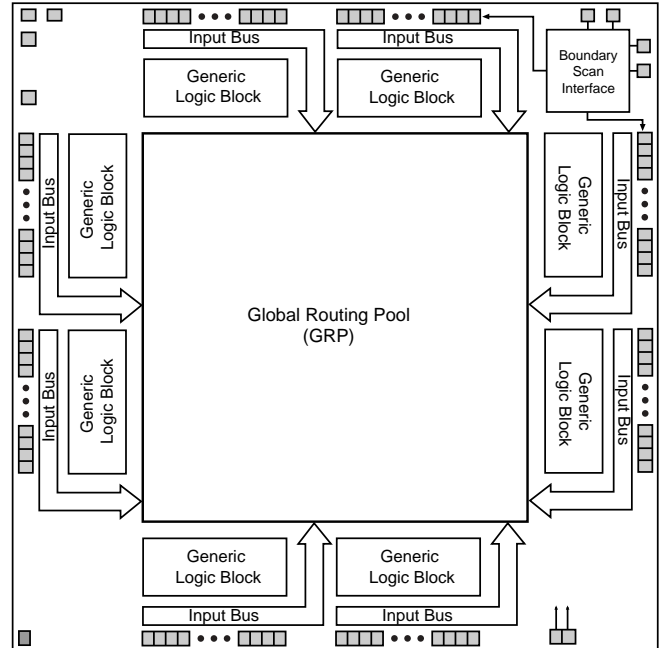 Input Bus
Input Bus
Generic
Logic Block
Generic
Logic Block
Boundary
Scan
Interface
Input Bus
Generic
Logic Block
Generic
Logic Block
Input Bus
Global Routing Pool
(GRP)
Input Bus
Generic
Logic Block
Generic
Logic Block
Input Bus
Generic
Logic Block
Generic
Logic Block
Input Bus
Input Bus